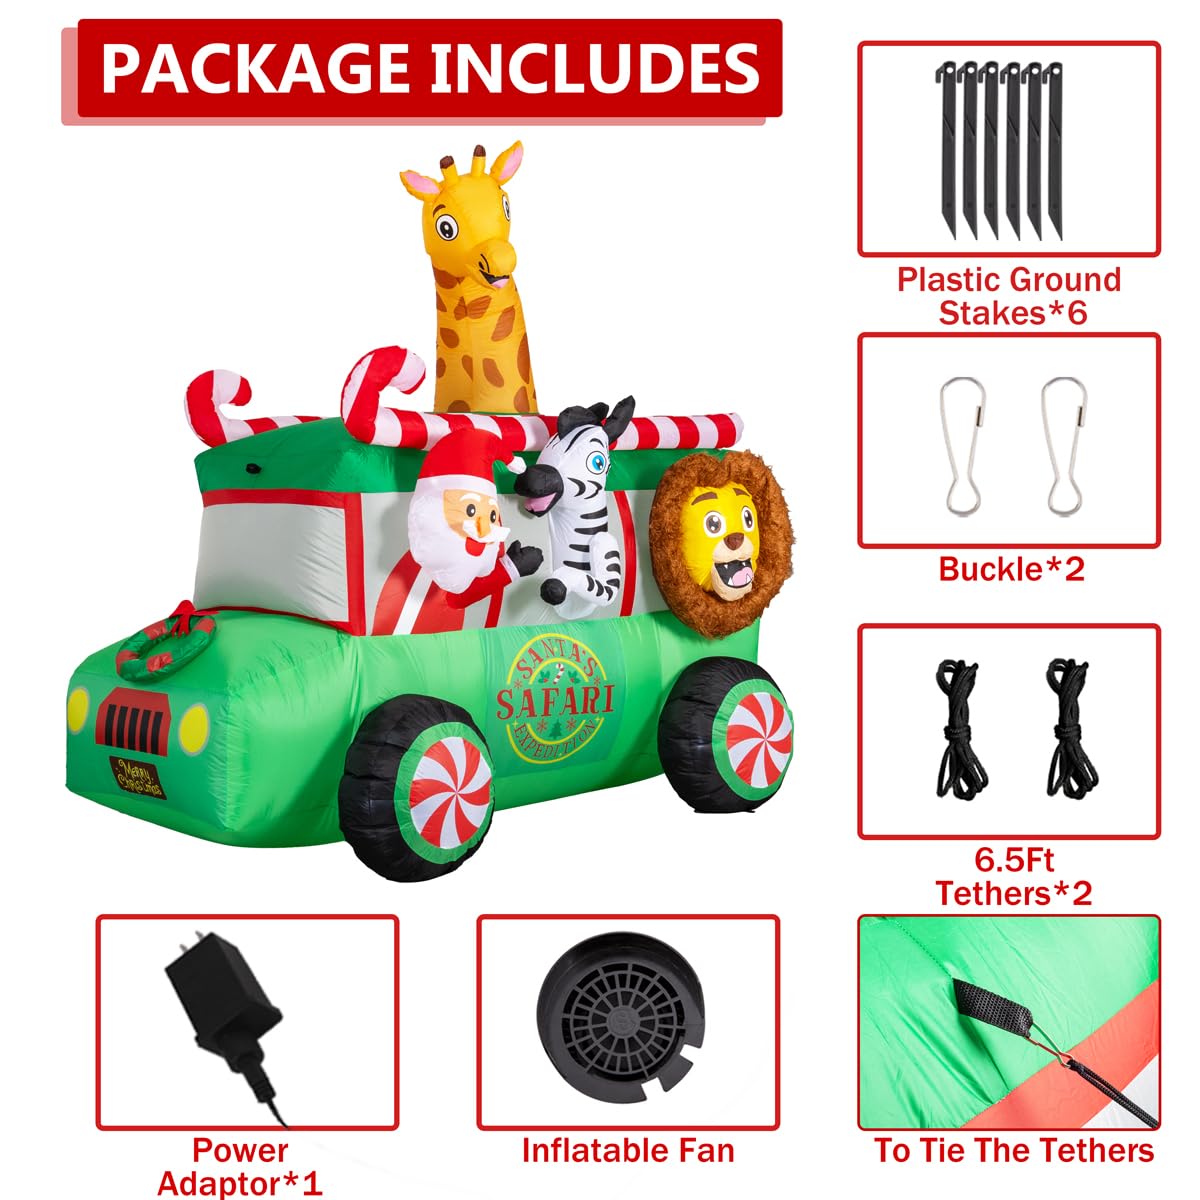 PACKAGE INCLUDES
Plastic Ground
Stakes*6
Buckle*2
SANTA'S
SAFARI
EXPEDITION
Merry
Christmas
6.5Ft
Tethers*2
Power
Adaptor*1
Inflatable Fan
To Tie The Tethers